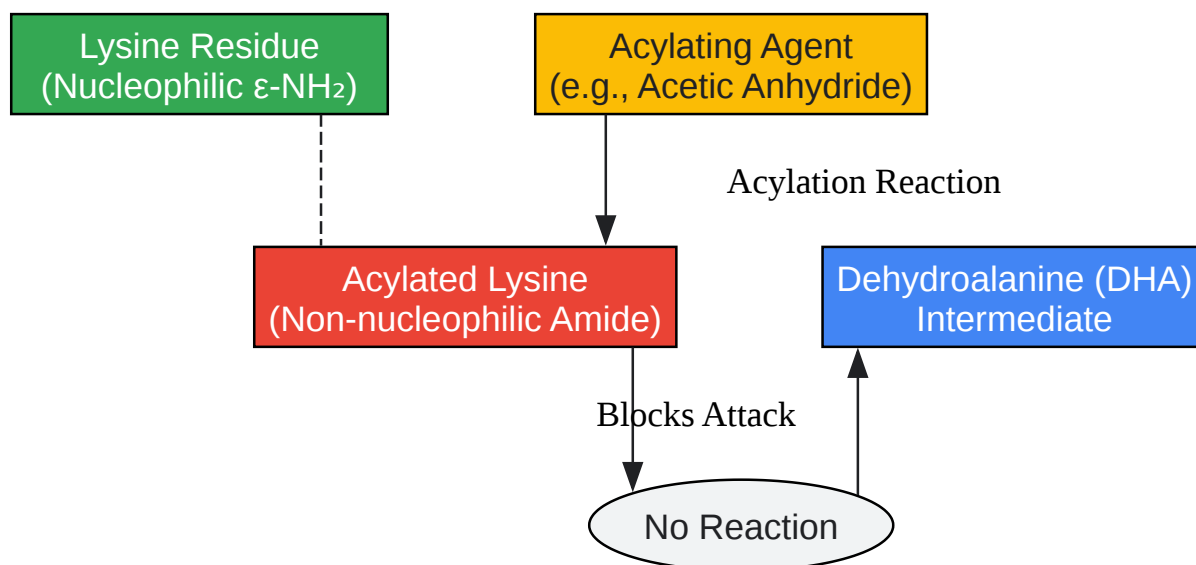 Lysine Residue
(Nucleophilic ε-NH₂)
Acylating Agent
(e.g., Acetic Anhydride)
Acylation Reaction
Acylated Lysine
(Non-nucleophilic Amide)
Dehydroalanine (DHA)
Intermediate
Blocks Attack
No Reaction